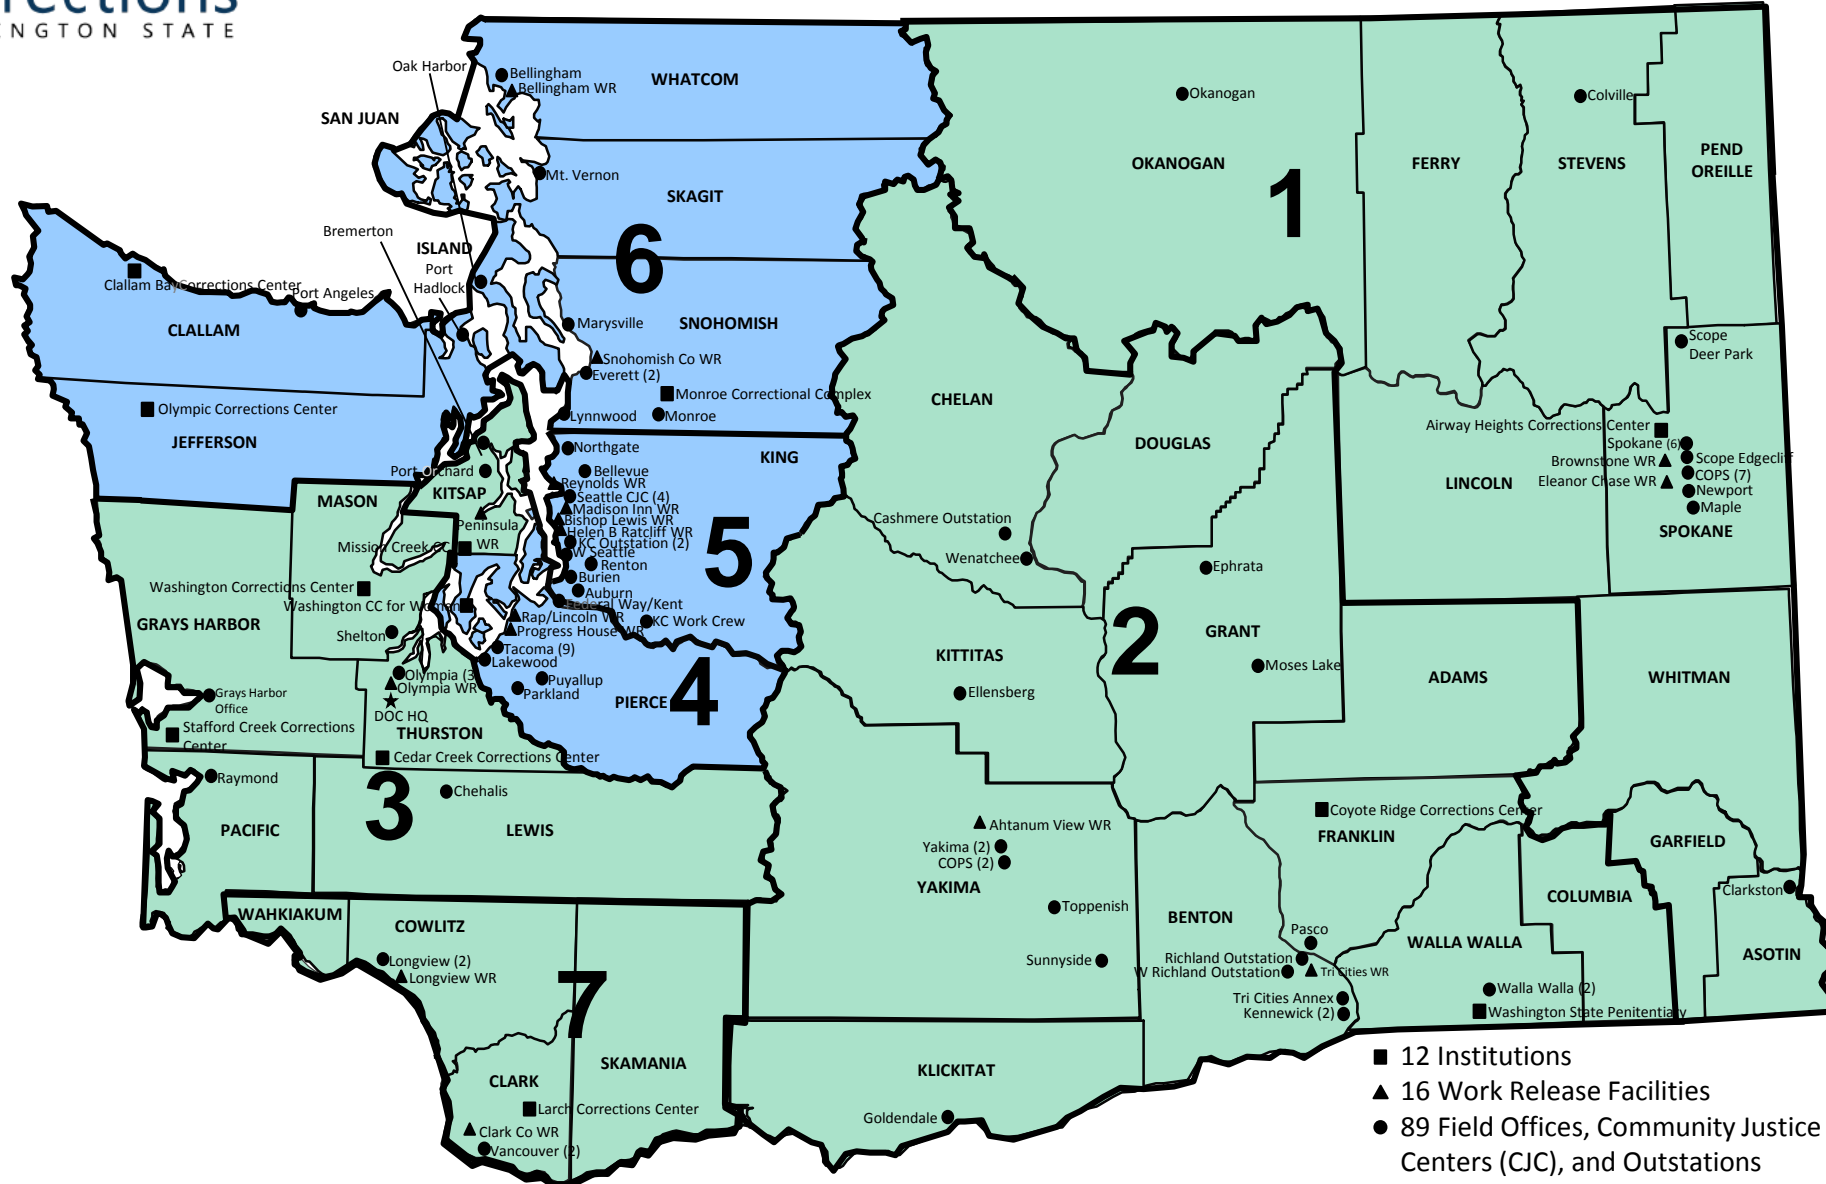 WASHINGTON STATE
Oak Harbor
Bellingham
Bellingham WR
WHATCOM
SAN JUAN
Okanogan
Colville
OKANOGAN
FERRY
STEVENS
PEND
OREILLE
1
Mt. Vernon
SKAGIT
Bremerton
ISLAND
6
Port
Hadlock
Clallam Bay Corrections Center
Port Angeles
CLALLAM
Marysville
SNOHOMISH
Snohomish Co WR
Everett (2)
Monroe Correctional Complex
Lynnwood
Monroe
Scope
Deer Park
CHELAN
DOUGLAS
Olympic Corrections Center
JEFFERSON
Northgate
KING
Airway Heights Corrections Center
Spokane (6)
Brownstone WR
Scope Edgecliff
COPS (7)
Eleanor Chase WR
Newport
Maple
LINCOLN
SPOKANE
Port Orchard
Bellevue
Reynolds WR
MASON
KITSAP
Seattle CJC (4)
Madison Inn WR
Bishop Lewis WR
Helen B Ratcliff WR
KC Outstation (2)
W Seattle
Renton
Burien
Auburn
Federal Way/Kent
KC Work Crew
5
Peninsula
WR
Mission Creek CC
Cashmere Outstation
Wenatchee
Ephrata
Washington Corrections Center
Washington CC for Women
Rap/Lincoln WR
Progress House WR
GRAYS HARBOR
Shelton
Tacoma (9)
Lakewood
2
GRANT
KITTITAS
Moses Lake
Ellensberg
ADAMS
WHITMAN
Olympia (3
Olympia WR
Puyallup
Parkland
PIERCE
4
Grays Harbor
Office
DOC HQ
THURSTON
Stafford Creek Corrections
Center
Cedar Creek Corrections Center
Raymond
Chehalis
3
PACIFIC
LEWIS
Ahtanum View WR
Yakima (2)
COPS (2)
YAKIMA
Coyote Ridge Corrections Center
FRANKLIN
GARFIELD
COLUMBIA
Clarkston
WAHKIAKUM
COWLITZ
Toppenish
BENTON
Pasco
WALLA WALLA
ASOTIN
Longview (2)
Longview WR
Sunnyside
Richland Outstation
W Richland Outstation
Tri Cities WR
Walla Walla (2)
Tri Cities Annex
Kennewick (2)
Washington State Penitentiary
7
SKAMANIA
CLARK
KLICKITAT
Larch Corrections Center
Goldendale
Clark Co WR
Vancouver (2)
12 Institutions
16 Work Release Facilities
89 Field Offices, Community Justice
Centers (CJC), and Outstations